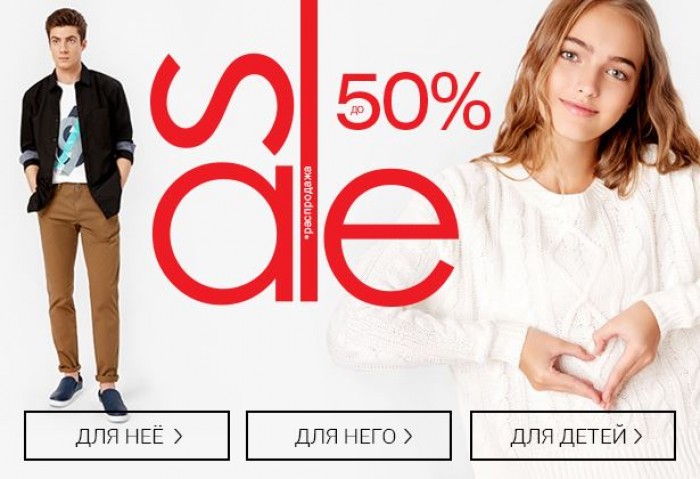 sale
до 50%
*распродажа
ДЛЯ НЕЁ >
ДЛЯ НЕГО >
ДЛЯ ДЕТЕЙ >